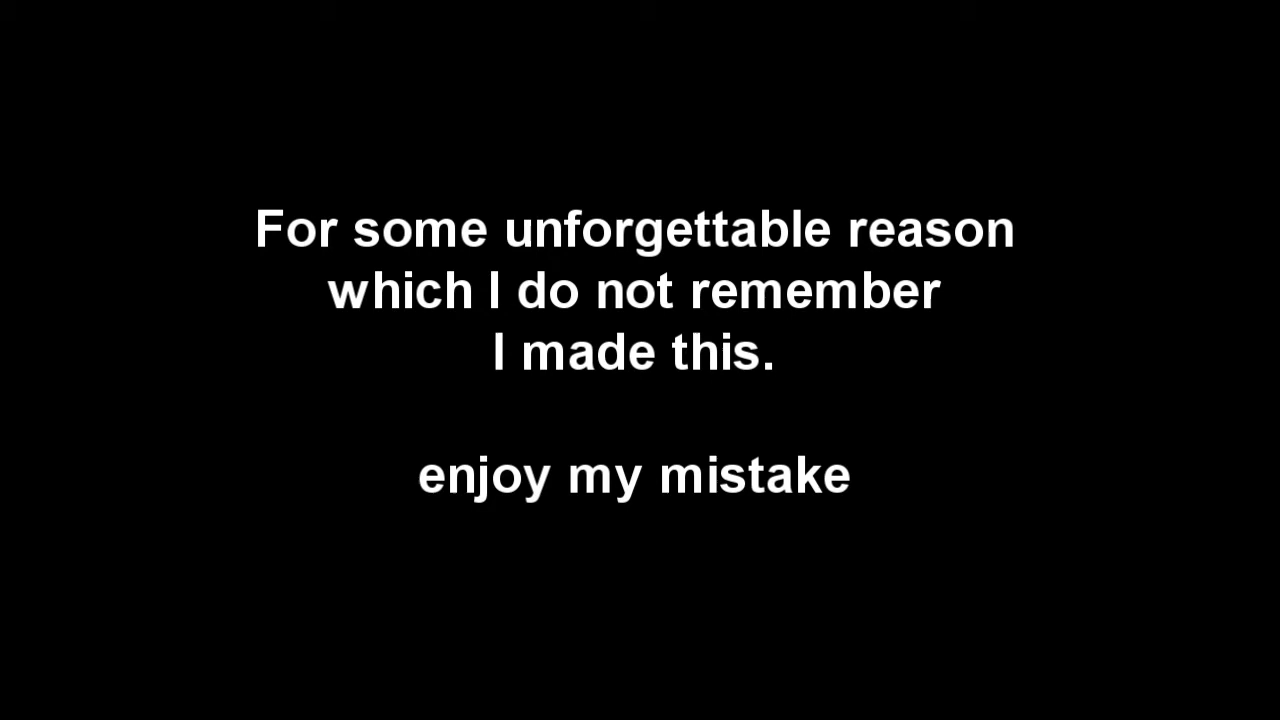 For some unforgettable reason
which I do not remember
I made this.
enjoy my mistake